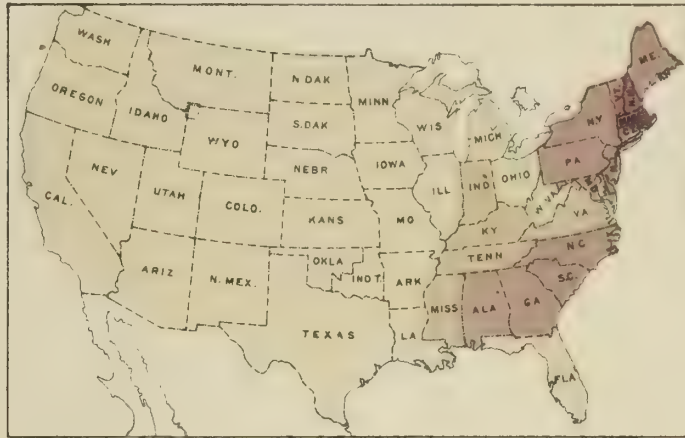 WASH
MONT.
N.DAK
MINN
OREGON
IDAHO
S.DAK
WIS
MICH
N.Y
ME.
WYO
NEBR
IOWA
PA
NEV
UTAH
COLO.
ILL
IND
OHIO
W.VA
VA
CAL.
KANS
MO
KY
N.C
TENN
ARIZ
N.MEX.
OKLA
IND T.
ARK
S.C.
MISS
ALA
GA
TEXAS
LA
FLA